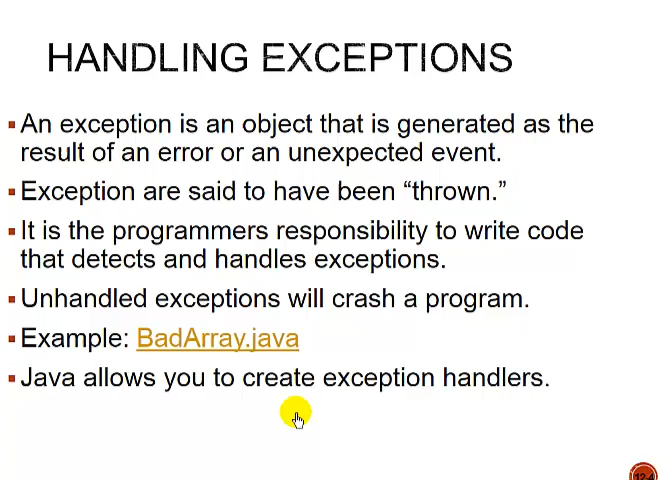 HANDLING EXCEPTIONS
▪An exception is an object that is generated as the
result of an error or an unexpected event.
▪Exception are said to have been “thrown.”
▪It is the programmers responsibility to write code
that detects and handles exceptions.
▪Unhandled exceptions will crash a program.
▪Example: BadArray.java
▪Java allows you to create exception handlers.
12-4